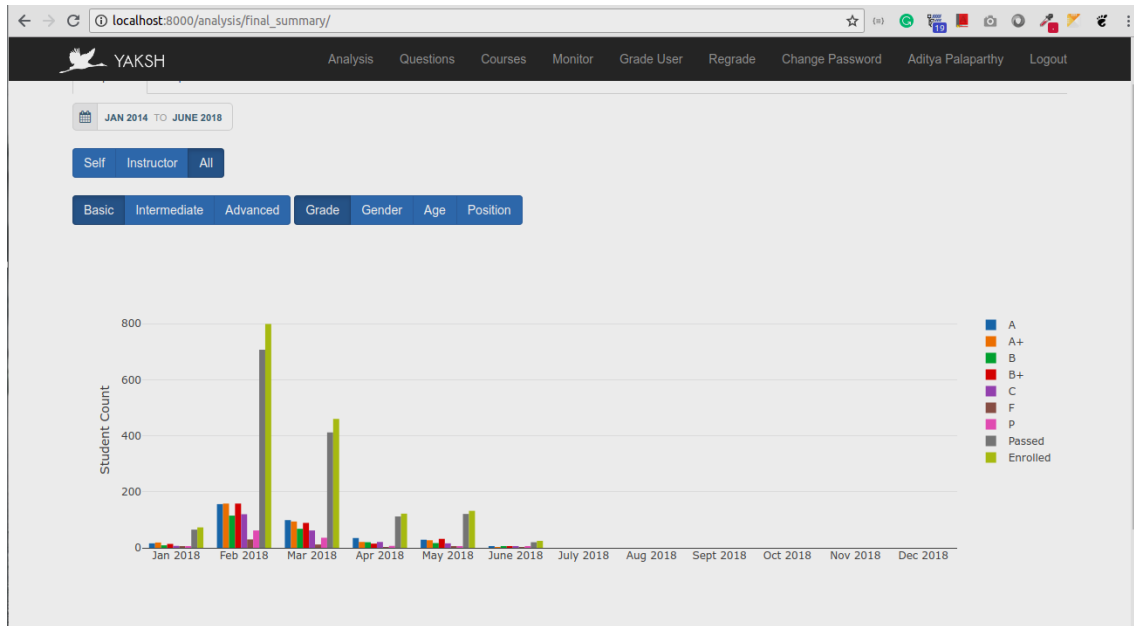 localhost:8000/analysis/final_summary/
19
YAKSH Analysis Questions Courses Monitor Grade User Regrade Change Password Aditya Palaparthy Logout
JAN 2014 TO JUNE 2018
Self Instructor All
Basic Intermediate Advanced Grade Gender Age Position
800
600
400
200
0
Student Count
Jan 2018 Feb 2018 Mar 2018 Apr 2018 May 2018 June 2018 July 2018 Aug 2018 Sept 2018 Oct 2018 Nov 2018 Dec 2018
A
A+
B
B+
C
F
P
Passed
Enrolled